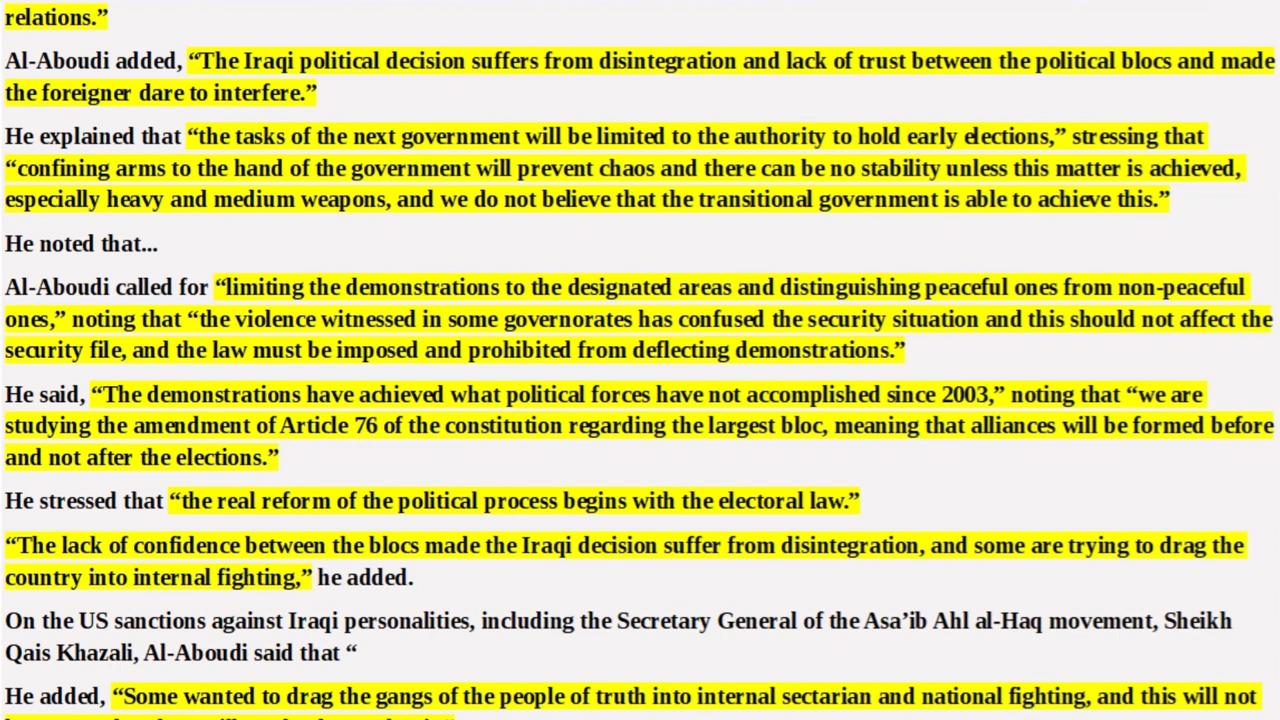 relations.”
Al-Aboudi added, “The Iraqi political decision suffers from disintegration and lack of trust between the political blocs and made
the foreigner dare to interfere.”
He explained that “the tasks of the next government will be limited to the authority to hold early elections,” stressing that
“confining arms to the hand of the government will prevent chaos and there can be no stability unless this matter is achieved,
especially heavy and medium weapons, and we do not believe that the transitional government is able to achieve this.”
He noted that...
Al-Aboudi called for “limiting the demonstrations to the designated areas and distinguishing peaceful ones from non-peaceful
ones,” noting that “the violence witnessed in some governorates has confused the security situation and this should not affect the
security file, and the law must be imposed and prohibited from deflecting demonstrations.”
He said, “The demonstrations have achieved what political forces have not accomplished since 2003,” noting that “we are
studying the amendment of Article 76 of the constitution regarding the largest bloc, meaning that alliances will be formed before
and not after the elections.”
He stressed that “the real reform of the political process begins with the electoral law.”
“The lack of confidence between the blocs made the Iraqi decision suffer from disintegration, and some are trying to drag the
country into internal fighting,” he added.
On the US sanctions against Iraqi personalities, including the Secretary General of the Asa’ib Ahl al-Haq movement, Sheikh
Qais Khazali, Al-Aboudi said that “
He added, “Some wanted to drag the gangs of the people of truth into internal sectarian and national fighting, and this will not